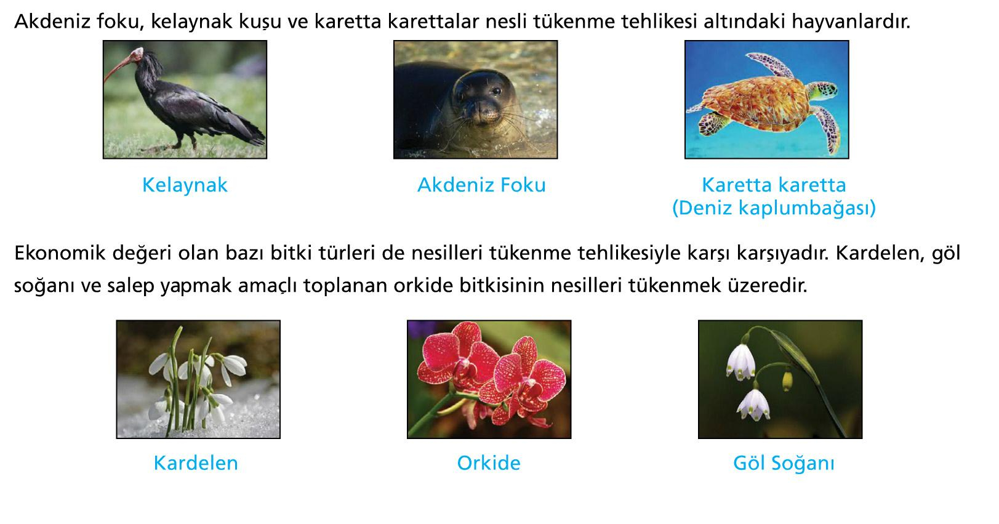 Akdeniz foku, kelaynak kuşu ve karetta karettalar nesli tükenme tehlikesi altındaki hayvanlardır.
Kelaynak
Akdeniz Foku
Karetta karetta
(Deniz kaplumbağası)
Ekonomik değeri olan bazı bitki türleri de nesilleri tükenme tehlikesiyle karşı karşıyadır. Kardelen, göl
soğanı ve salep yapmak amaçlı toplanan orkide bitkisinin nesilleri tükenmek üzeredir.
Kardelen
Orkide
Göl Soğanı